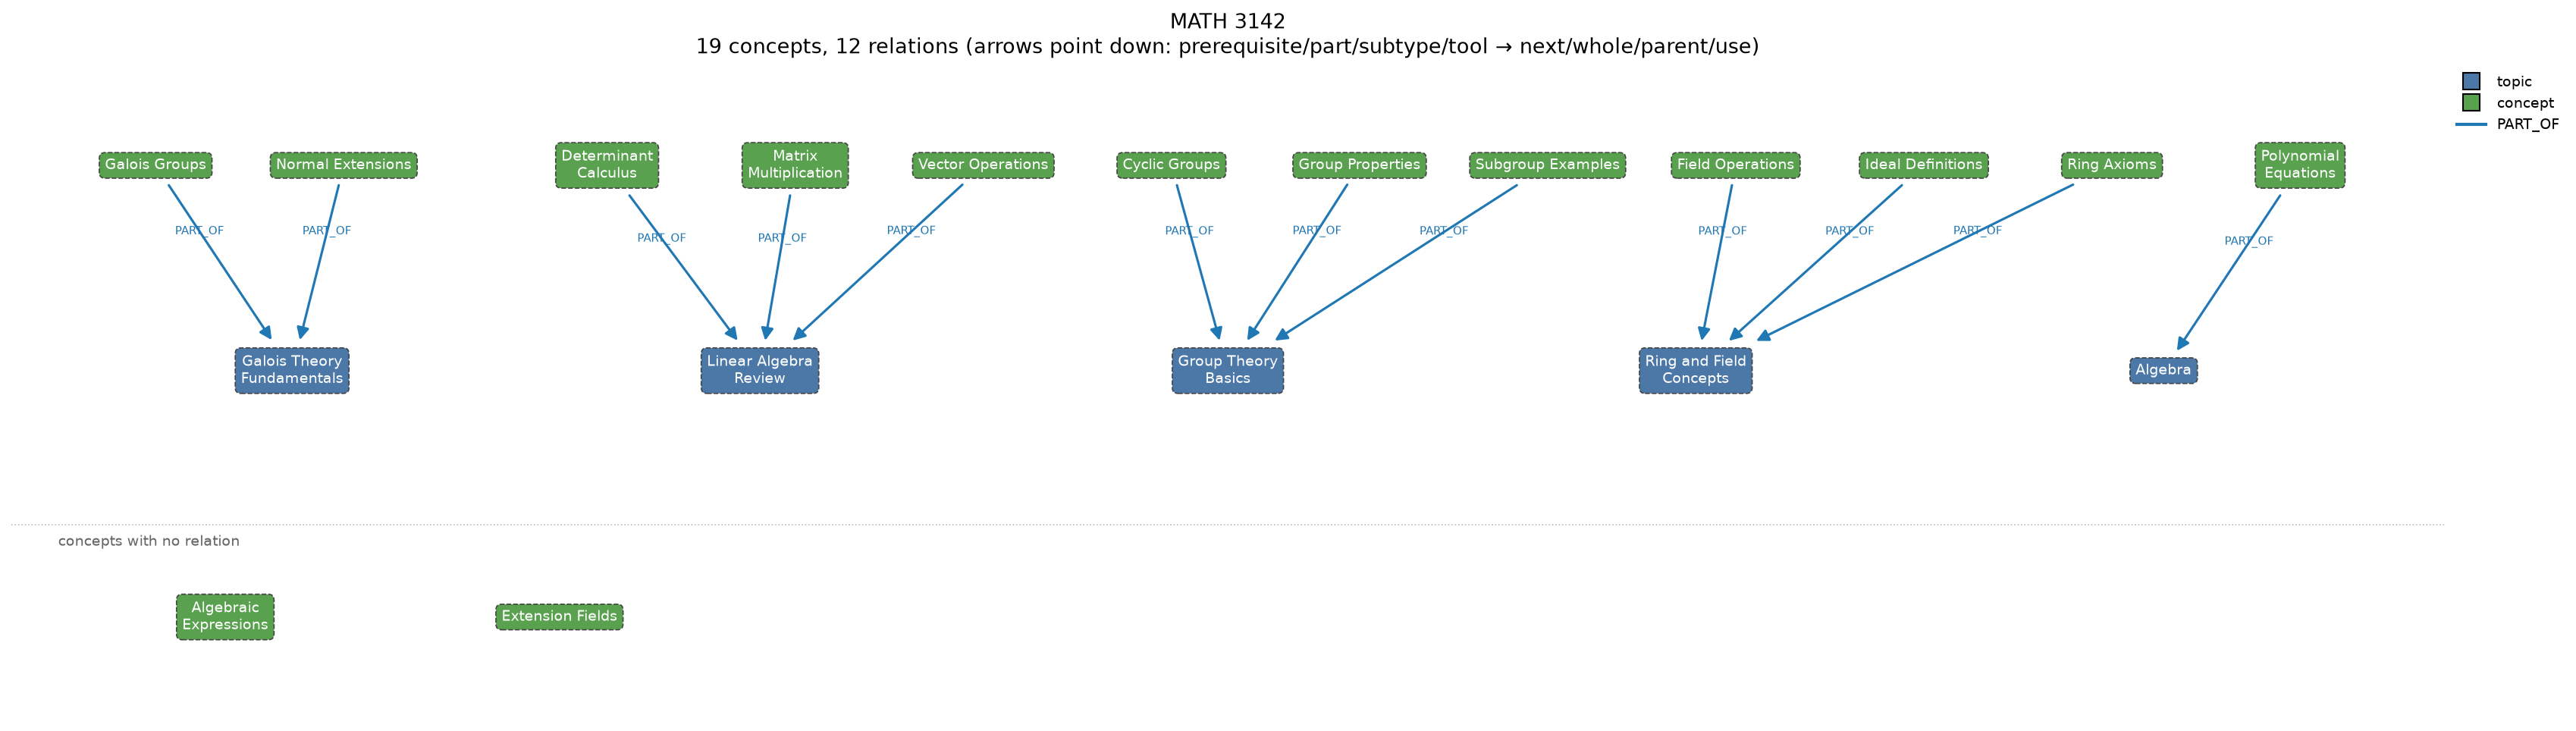 MATH 3142
19 concepts, 12 relations (arrows point down: prerequisite/part/subtype/tool → next/whole/parent/use)
topic
concept
PART_OF
Galois Groups
Normal Extensions
Determinant
Calculus
Matrix
Multiplication
Vector Operations
Cyclic Groups
Group Properties
Subgroup Examples
Field Operations
Ideal Definitions
Ring Axioms
Polynomial
Equations
PART_OF
PART_OF
PART_OF
PART_OF
PART_OF
PART_OF
PART_OF
PART_OF
PART_OF
PART_OF
PART_OF
PART_OF
Galois Theory
Fundamentals
Linear Algebra
Review
Group Theory
Basics
Ring and Field
Concepts
Algebra
concepts with no relation
Algebraic
Expressions
Extension Fields